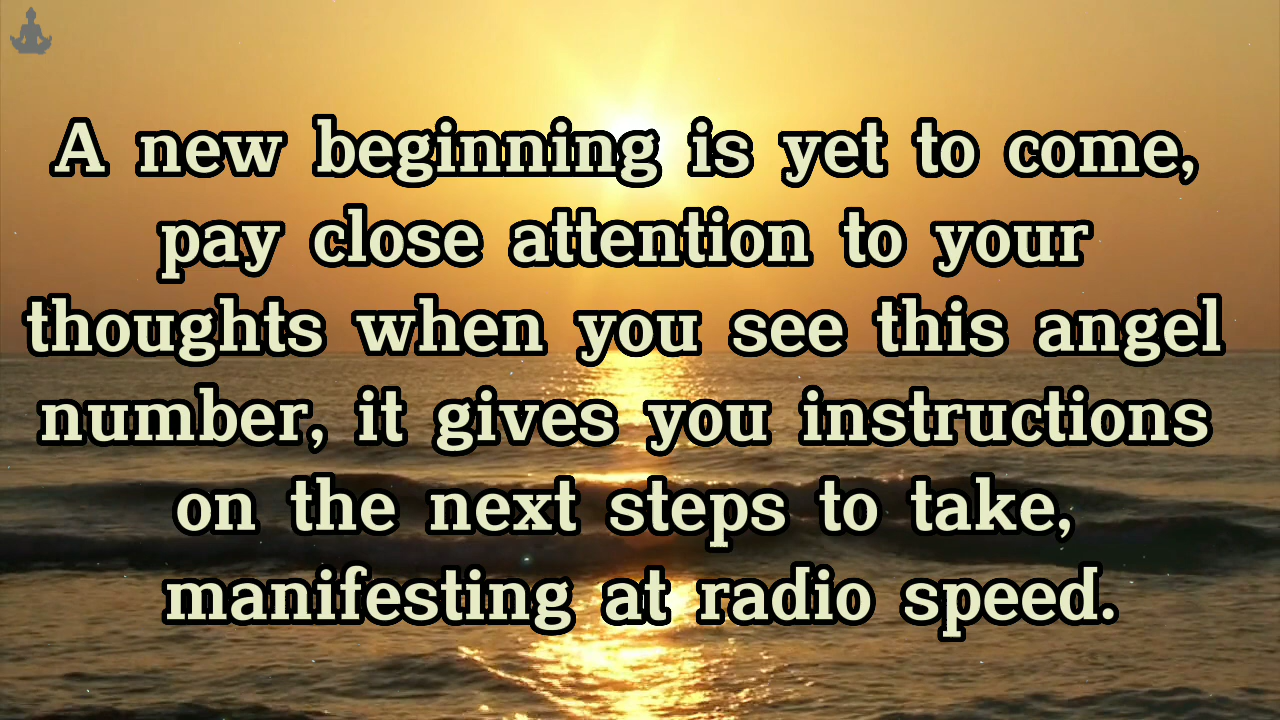 A new beginning is yet to come,
pay close attention to your
thoughts when you see this angel
number, it gives you instructions
on the next steps to take,
manifesting at radio speed.